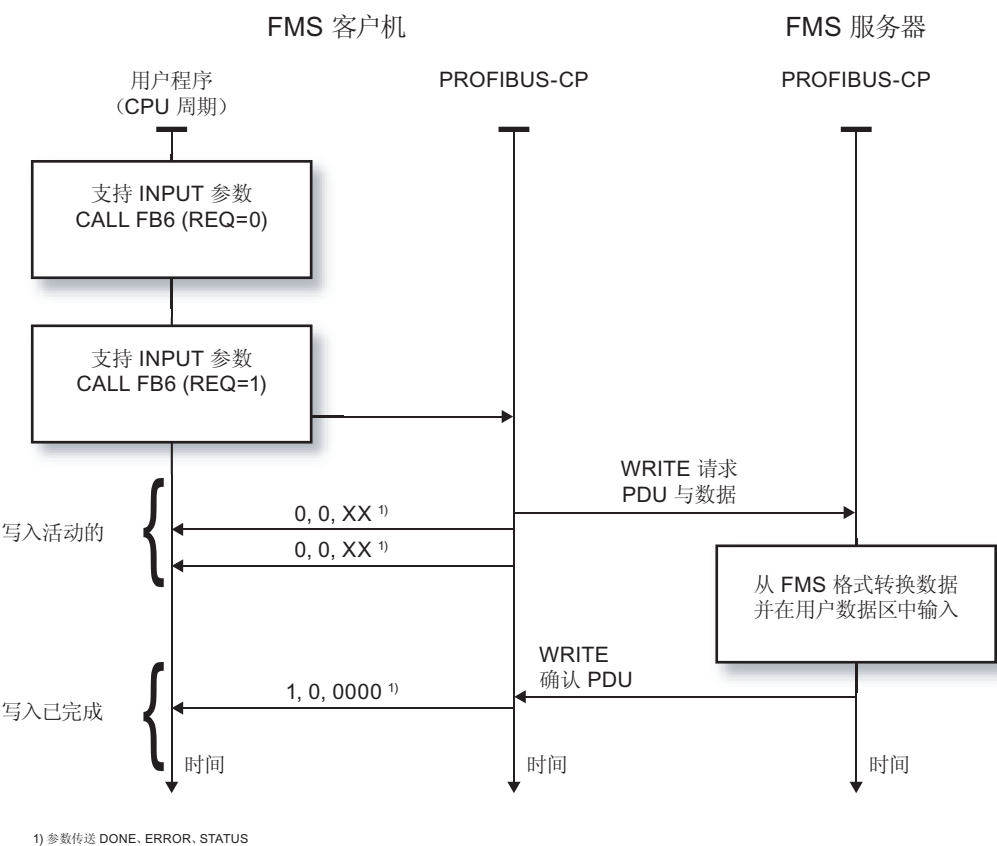 FMS 客户机
FMS 服务器
用户程序
（CPU 周期）
PROFIBUS-CP
PROFIBUS-CP
支持 INPUT 参数
CALL FB6 (REQ=0)
支持 INPUT 参数
CALL FB6 (REQ=1)
WRITE 请求
PDU 与数据
写入活动的
0, 0, XX 1)
0, 0, XX 1)
从 FMS 格式转换数据
并在用户数据区中输入
WRITE
确认 PDU
写入已完成
1, 0, 0000 1)
时间
时间
时间
1) 参数传送 DONE、ERROR、STATUS